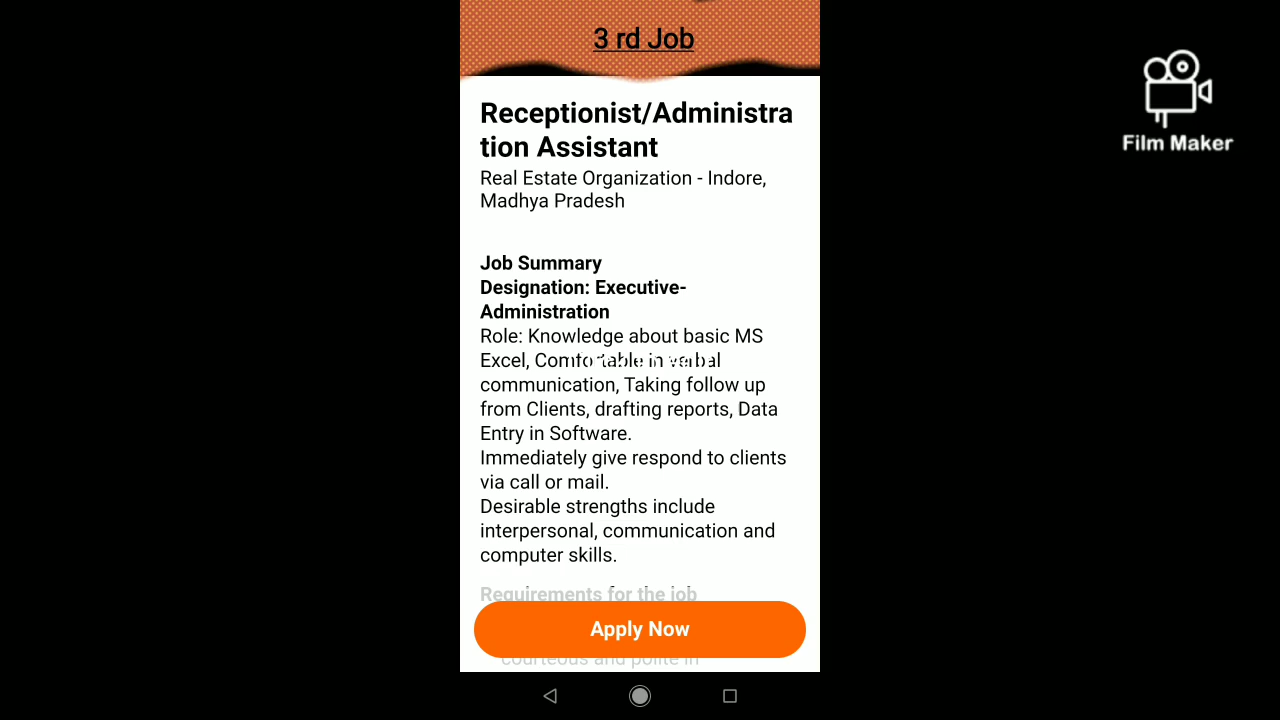 3 rd Job
Film Maker
Receptionist/Administra
tion Assistant
Real Estate Organization - Indore,
Madhya Pradesh
Job Summary
Designation: Executive-
Administration
Role: Knowledge about basic MS
Excel, Comfortable in verbal
communication, Taking follow up
from Clients, drafting reports, Data
Entry in Software.
Immediately give respond to clients
via call or mail.
Desirable strengths include
interpersonal, communication and
computer skills.
Requirements for the job
Apply Now
courteous and polite in